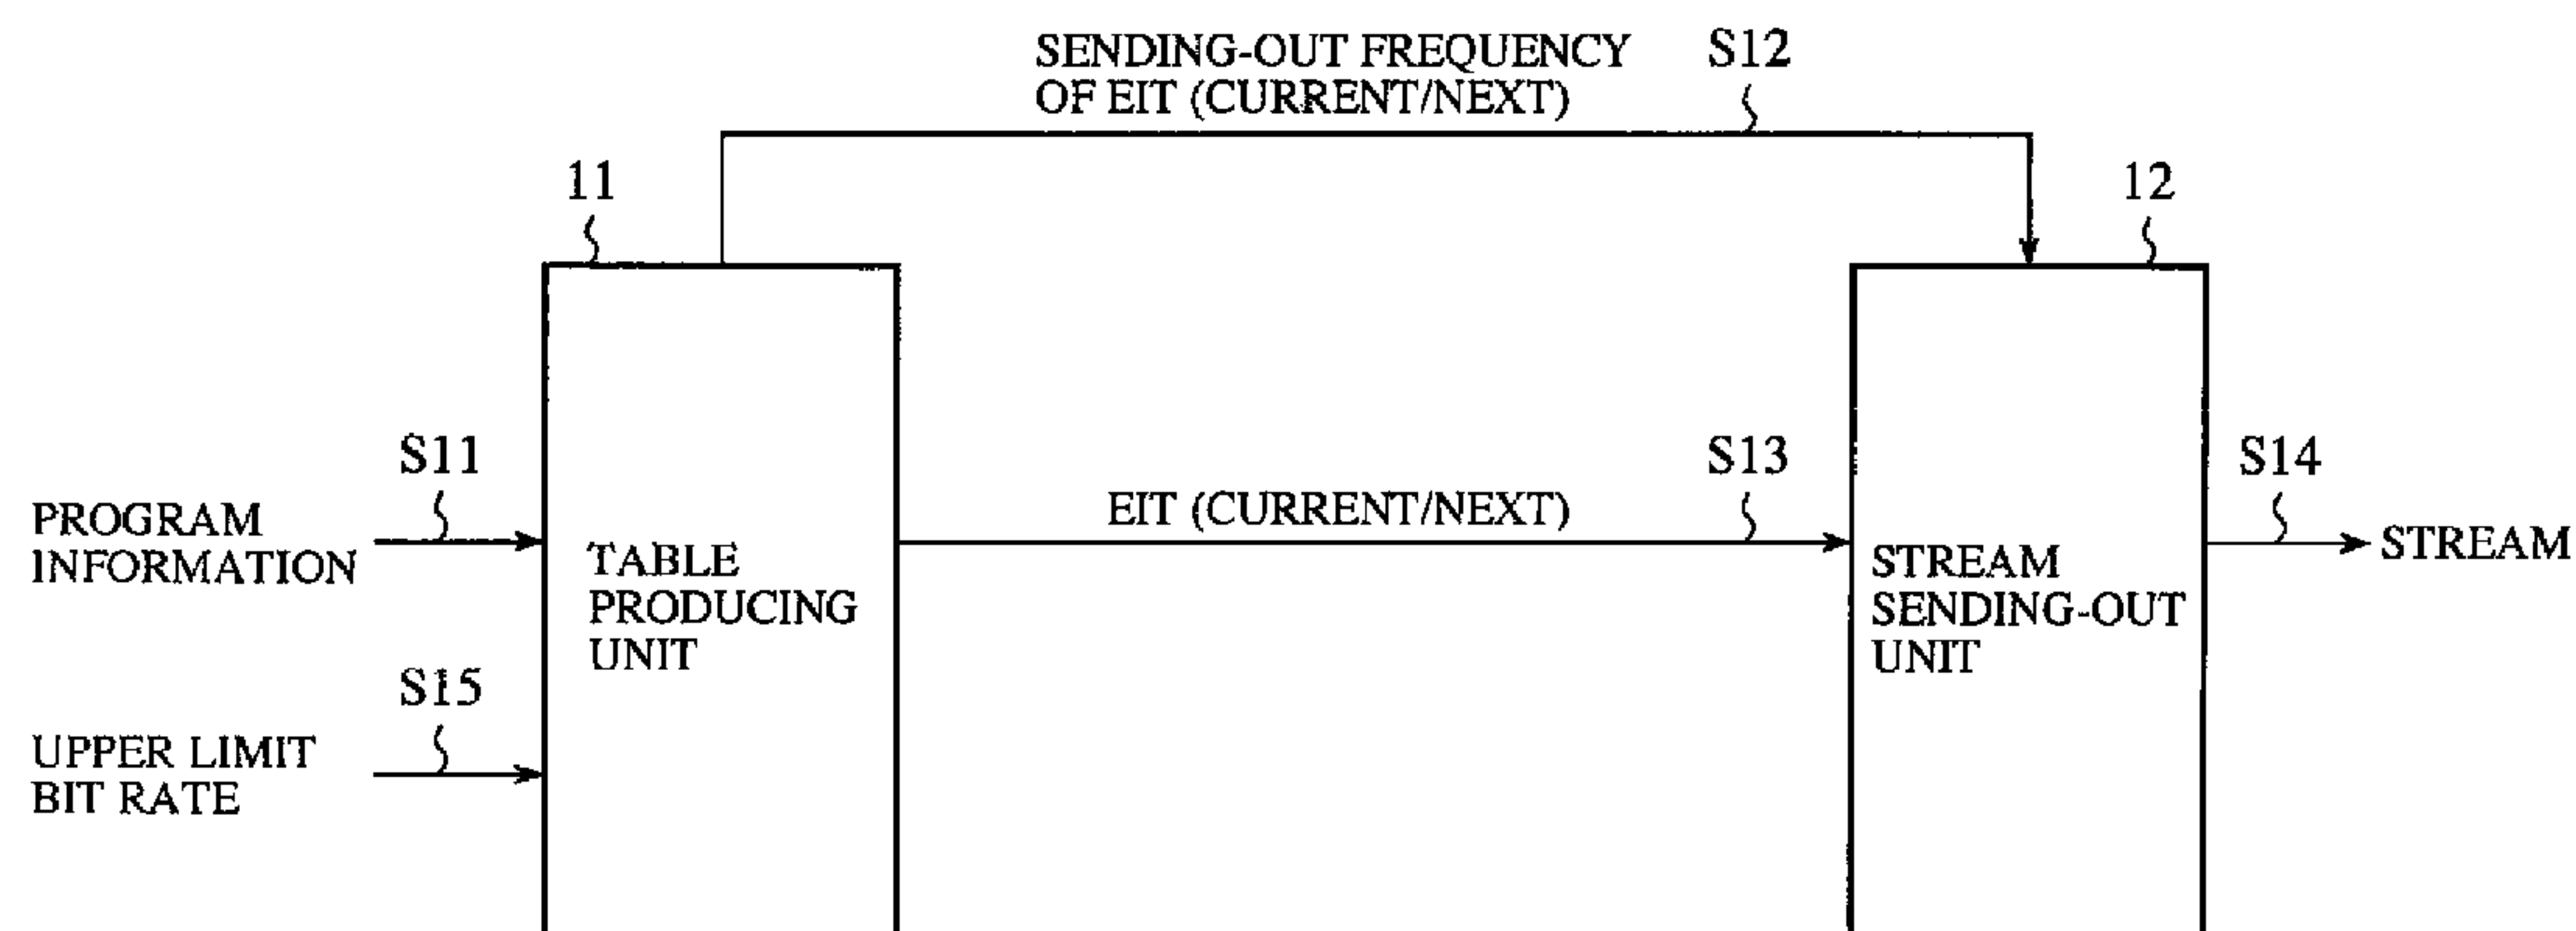 SENDING-OUT FREQUENCY
OF EIT (CURRENT/NEXT)
S12
11
12
S11
PROGRAM
INFORMATION
S13
EIT (CURRENT/NEXT)
S14
STREAM
TABLE
PRODUCING
UNIT
STREAM
SENDING-OUT
UNIT
S15
UPPER LIMIT
BIT RATE